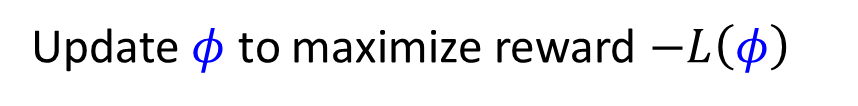 Update 𝜙 to maximize reward −𝐿(𝜙)